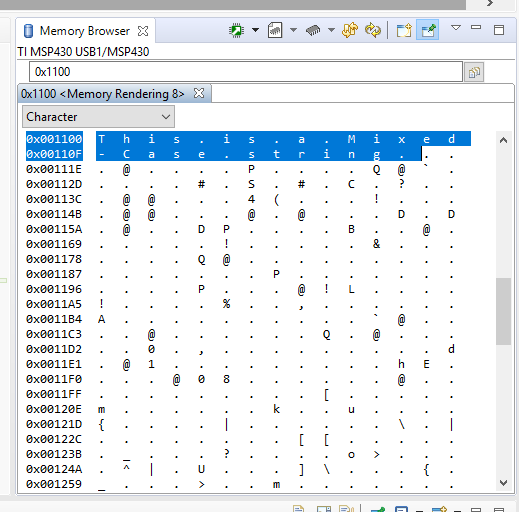 Memory Browser
TI MSP430 USB1/MSP430
0x1100
0x1100 <Memory Rendering 8>
Character
0x001100 T h i s . i s . a . M i x e d
0x00110F - C a s e . s t r i n g . . .
0x00111E . @ . . . . P . . . . Q @ ` .
0x00112D . . . . # . S . # . C . ? . .
0x00113C . @ @ . . . 4 ( . . . ! . . .
0x00114B . @ @ . . . @ . @ . . . D . D
0x00115A . @ . . D P . . . . B . . @ .
0x001169 . . . . . ! . . . . . & . . .
0x001178 . . . . Q @ . . . . . . . . .
0x001187 . . . . . . . P . . . . . . .
0x001196 . . . . P . . . @ ! L . . . .
0x0011A5 ! . . . . % . . , . . . . . .
0x0011B4 A . . . . . . . . . . ` @ . .
0x0011C3 . . @ . . . . . . Q . @ . . .
0x0011D2 . . 0 . , . . . . . . . . . d
0x0011E1 . @ 1 . . . . . . . . . h E .
0x0011F0 . . . @ 0 8 . . . . . . @ . .
0x0011FF . . . . . . . . . [ . . . . .
0x00120E m . . . . . . k . . u . . . .
0x00121D { . . . . | . . . . . . \ . |
0x00122C . . . . . . . . [ [ . . . . .
0x00123B . _ . . . ? . . . . o > . . .
0x00124A . ^ | . U . . . ] \ . . . { .
0x001259 _ . . . > . . m . . . . . . .